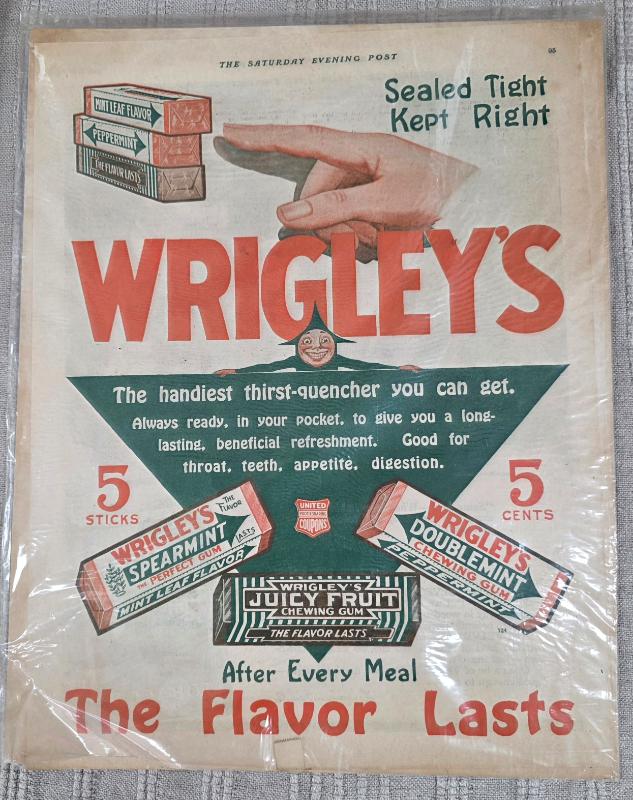 THE SATURDAY EVENING POST
95
Sealed Tight
Kept Right
MINT LEAF FLAVOR
PEPPERMINT
THE FLAVOR LASTS
WRIGLEY'S
The handiest thirst-quencher you can get.
Always ready, in your pocket, to give you a long-
lasting, beneficial refreshment. Good for
throat, teeth, appetite, digestion.
5
STICKS
5
CENTS
UNITED
COUPONS
WRIGLEY'S
SPEARMINT
THE PERFECT GUM
MINT LEAF FLAVOR
THE
FLAVOR
LASTS
WRIGLEY'S
DOUBLEMINT
CHEWING GUM
PEPPERMINT
WRIGLEY'S
JUICY FRUIT
CHEWING GUM
THE FLAVOR LASTS
124
After Every Meal
The Flavor Lasts